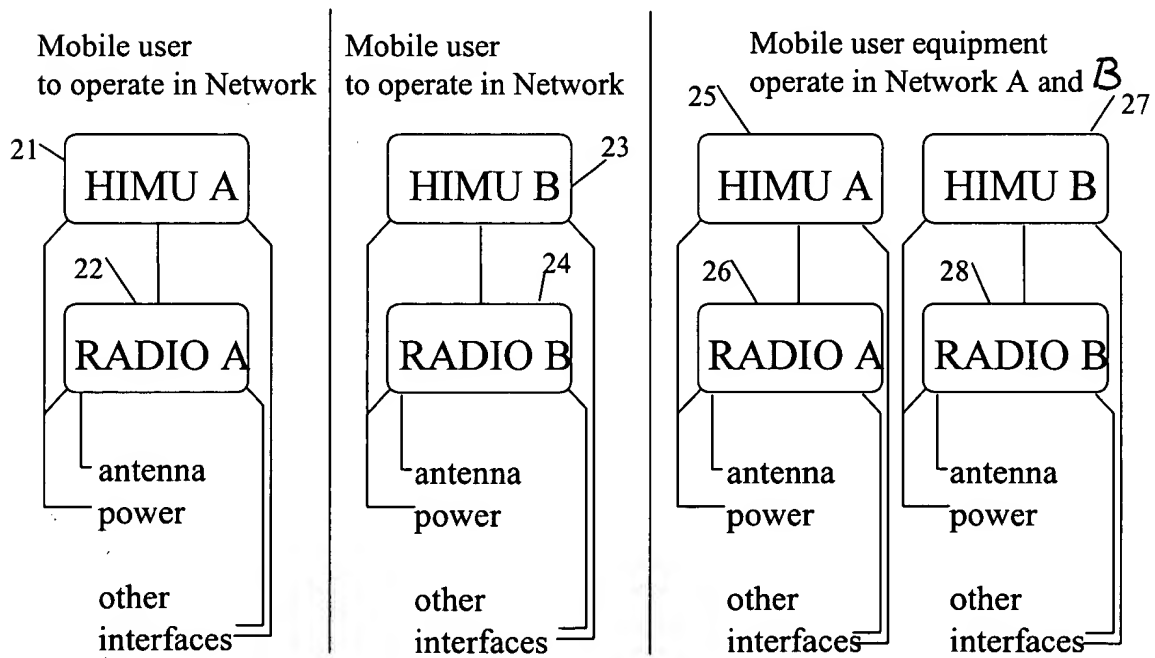 Mobile user
to operate in Network
21
HIMU A
22
RADIO A
antenna
power
other
interfaces
Mobile user
to operate in Network
23
HIMU B
24
RADIO B
antenna
power
other
interfaces
Mobile user equipment
operate in Network A and B
25
27
HIMU A
HIMU B
26
28
RADIO A
RADIO B
antenna
antenna
power
power
other
other
interfaces
interfaces